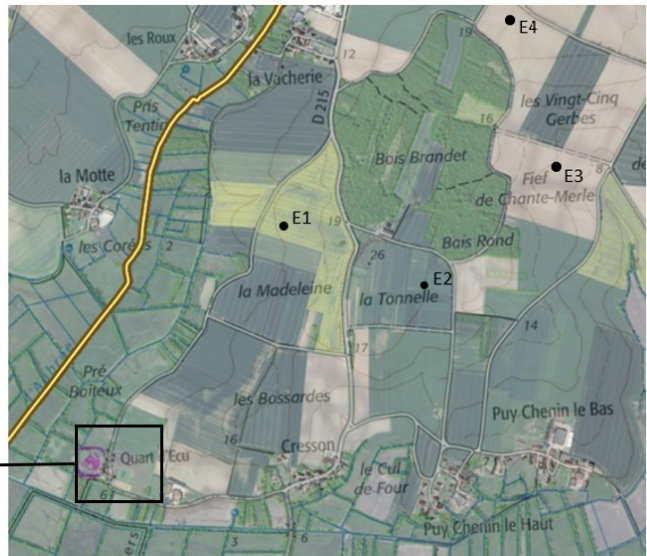 E4
19
les Roux
12
la Vacherie
D 215
les Vingt-Cinq
Gerbes
Pris
16
Bois Brandet
E3
8
Fief
de Chante-Merle
la Motte
E1
19
les Corées
2
Bois Rond
26
E2
la Madeleine
la Tonnelle
14
17
Pré
Boiteux
les Bossardes
Puy Chenin le Bas
16
Cresson
Quart d'Ecu
le Cul
de Four
6
Puy Chenin le Haut
3
6